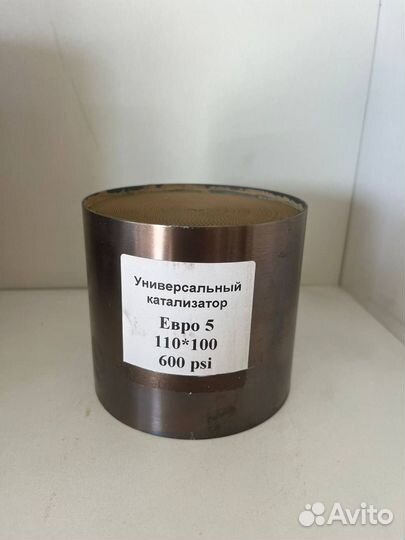 Универсальный
катализатор
Евро 5
110*100
600 psi
Avito